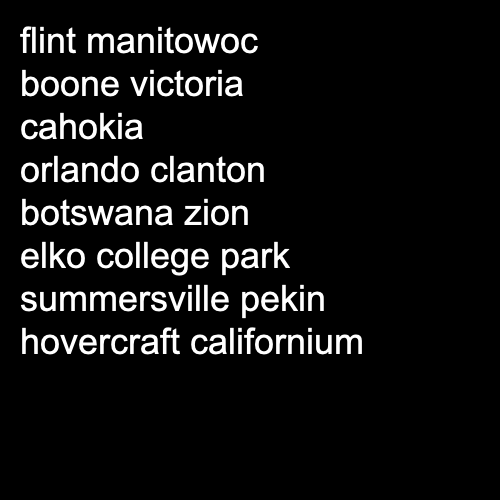 flint manitowoc
boone victoria
cahokia
orlando clanton
botswana zion
elko college park
summersville pekin
hovercraft californium